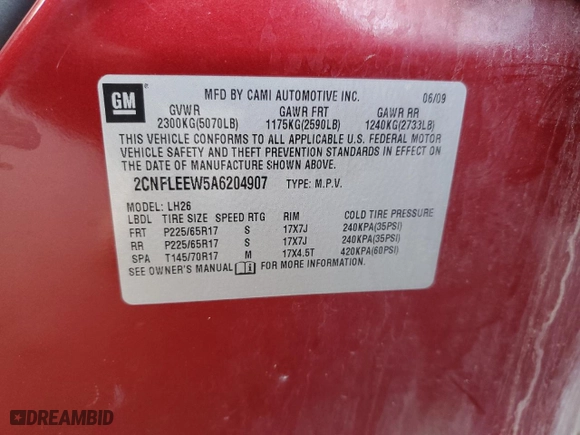 GM
MFD BY CAMI AUTOMOTIVE INC. 06/09
GVWR GAWR FRT GAWR RR
2300KG(5070LB) 1175KG(2590LB) 1240KG(2733LB)
THIS VEHICLE CONFORMS TO ALL APPLICABLE U.S. FEDERAL MOTOR
VEHICLE SAFETY AND THEFT PREVENTION STANDARDS IN EFFECT ON
THE DATE OF MANUFACTURE SHOWN ABOVE.
2CNFLEEW5A6204907 TYPE: M.P.V.
MODEL: LH26
LBDL TIRE SIZE SPEED RTG RIM COLD TIRE PRESSURE
FRT P225/65R17 S 17X7J 240KPA(35PSI)
RR P225/65R17 S 17X7J 240KPA(35PSI)
SPA T145/70R17 M 17X4.5T 420KPA(60PSI)
SEE OWNER'S MANUAL FOR MORE INFORMATION.
DREAMBID